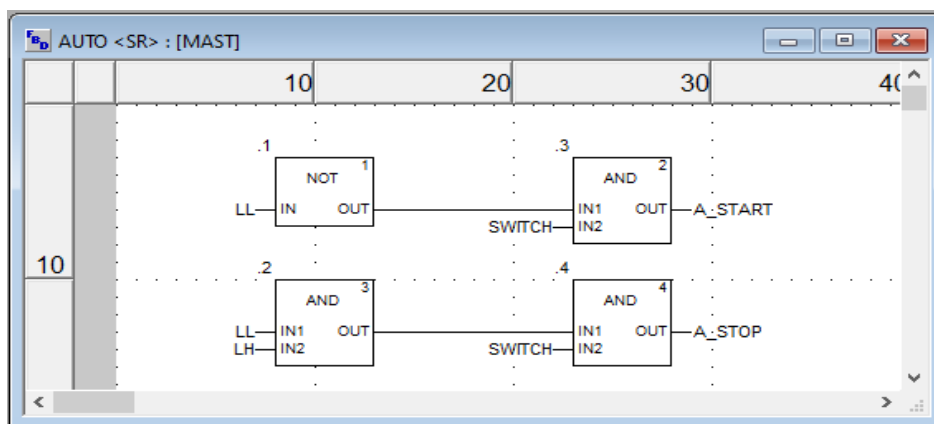 FBD AUTO <SR> : [MAST]
10 20 30 40
.1 .3
1 2
NOT AND
LL IN OUT IN1 OUT A_START
SWITCH IN2
10
.2 .4
3 4
AND AND
LL IN1 OUT IN1 OUT A_STOP
LH IN2 SWITCH IN2